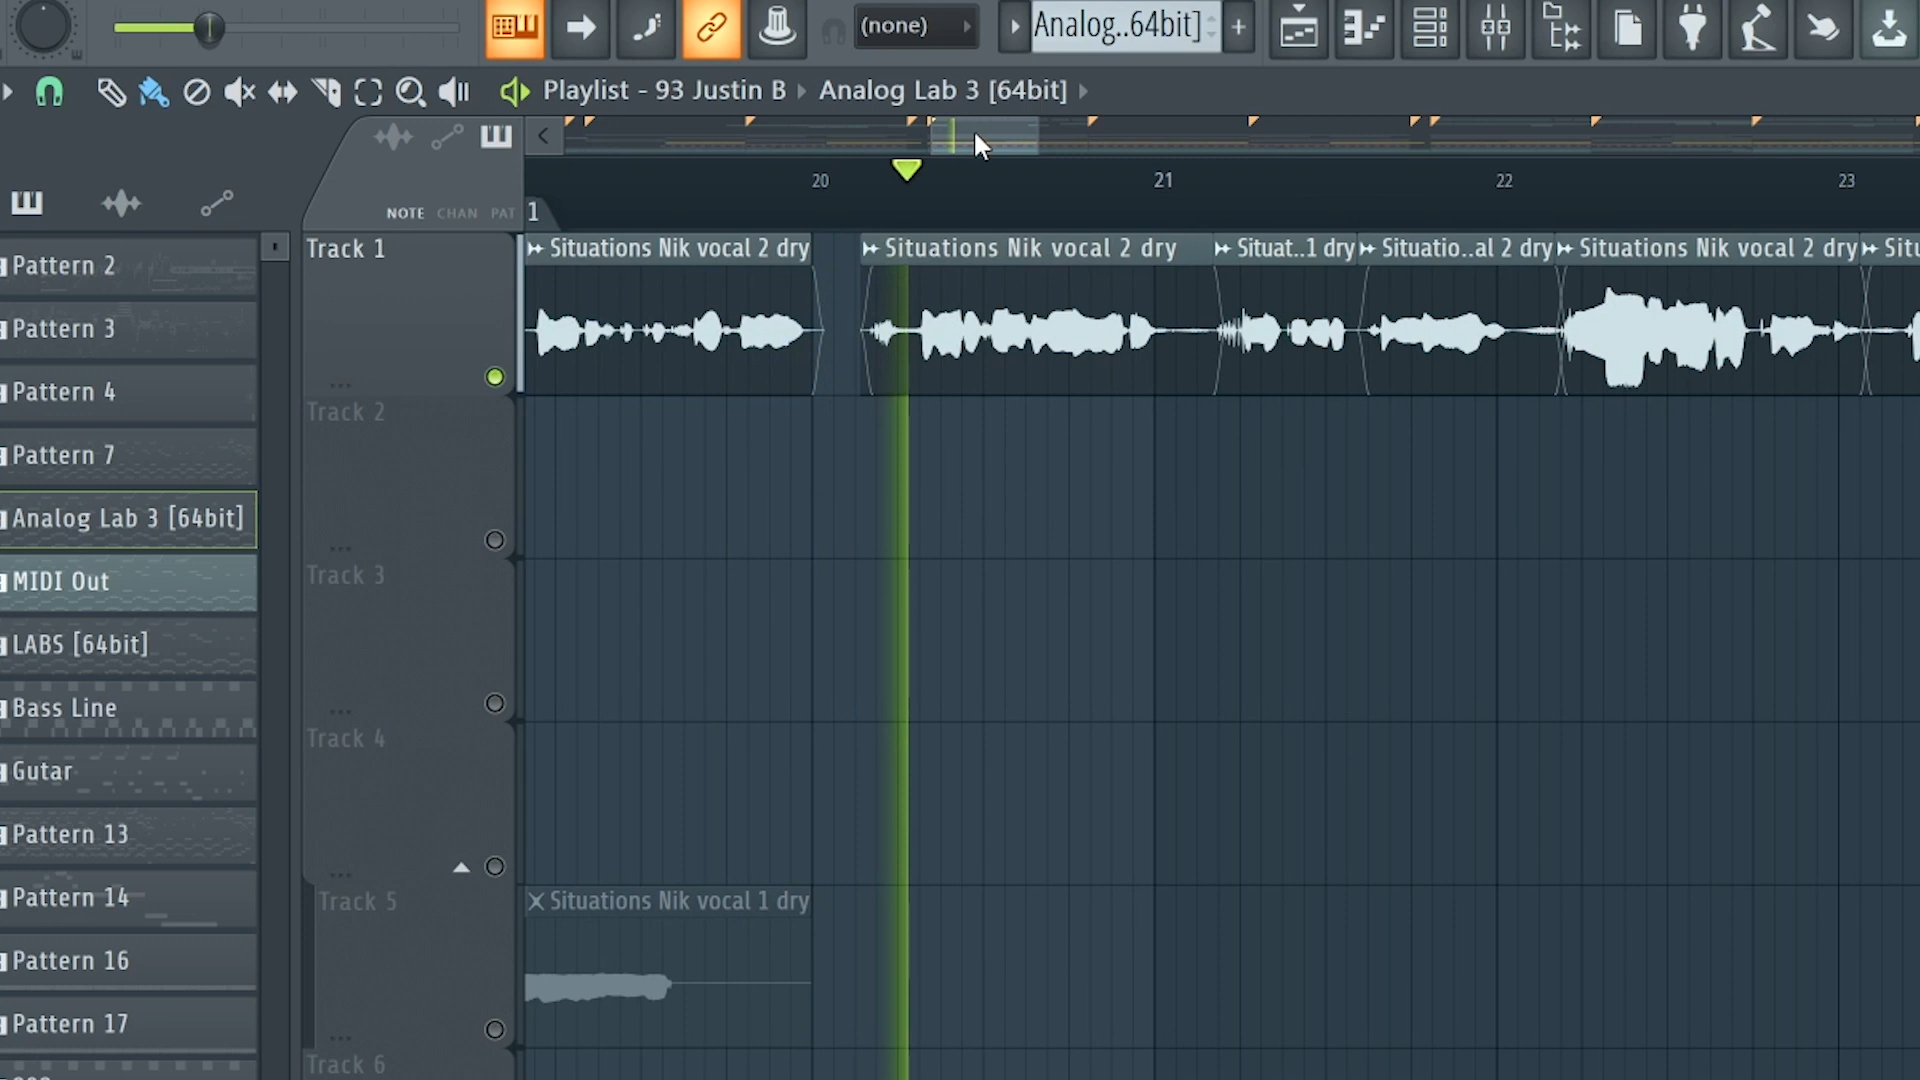 (none)
Analog..64bit]
+
Playlist - 93 Justin B
Analog Lab 3 [64bit]
20
21
22
23
NOTE CHAN PAT
1
Track 1
Situations Nik vocal 2 dry
Situations Nik vocal 2 dry
Situat..1 dry
Situatio..al 2 dry
Situations Nik vocal 2 dry
Situ
Pattern 2
Pattern 3
Pattern 4
Pattern 7
Analog Lab 3 [64bit]
MIDI Out
LABS [64bit]
Bass Line
Gutar
Pattern 13
Pattern 14
Pattern 16
Pattern 17
Track 2
Track 3
Track 4
Track 5
Situations Nik vocal 1 dry
Track 6